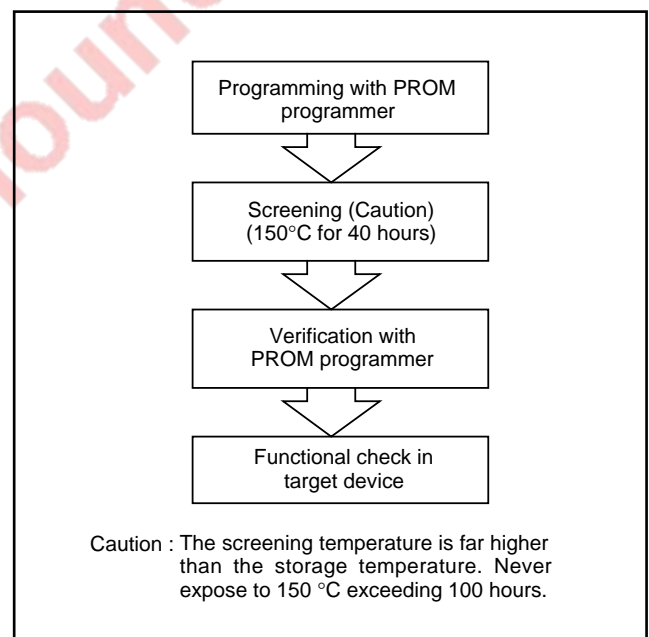 Programming with PROM
programmer
Screening (Caution)
(150°C for 40 hours)
Verification with
PROM programmer
Functional check in
target device
Caution : The screening temperature is far higher
than the storage temperature. Never
expose to 150 °C exceeding 100 hours.